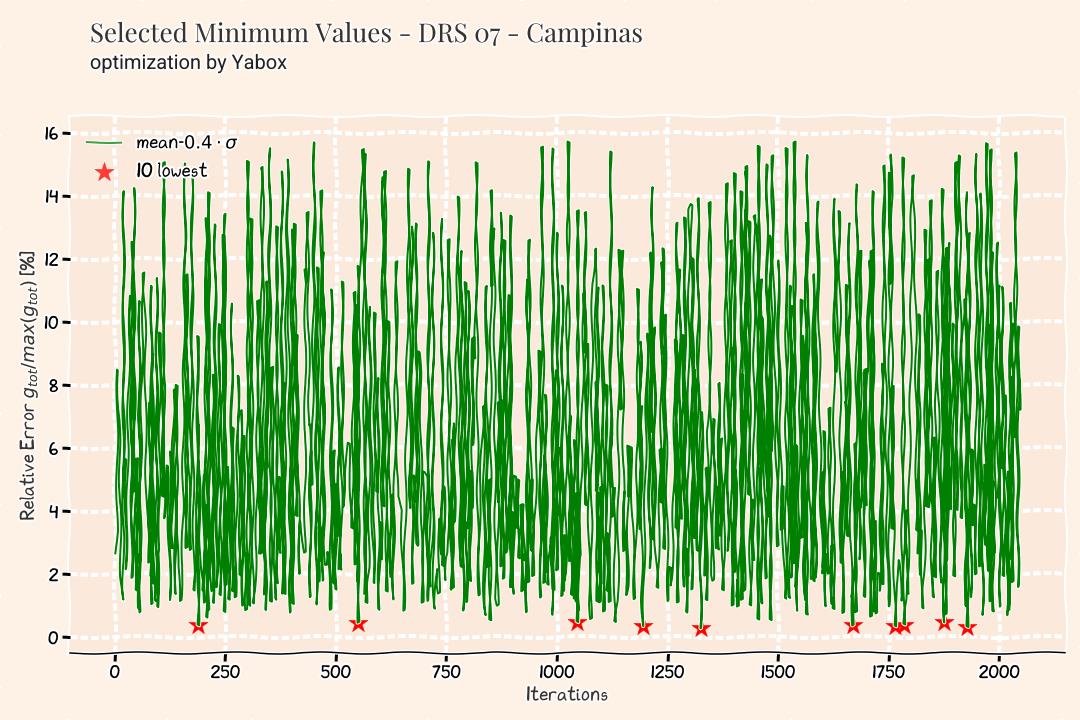 Selected Minimum Values - DRS 07 - Campinas
optimization by Yabox
mean-0.4 · σ
10 lowest
Relative Error g_tot/max(g_tot) [%]
16
14
12
10
8
6
4
2
0
0 250 500 750 1000 1250 1500 1750 2000
Iterations